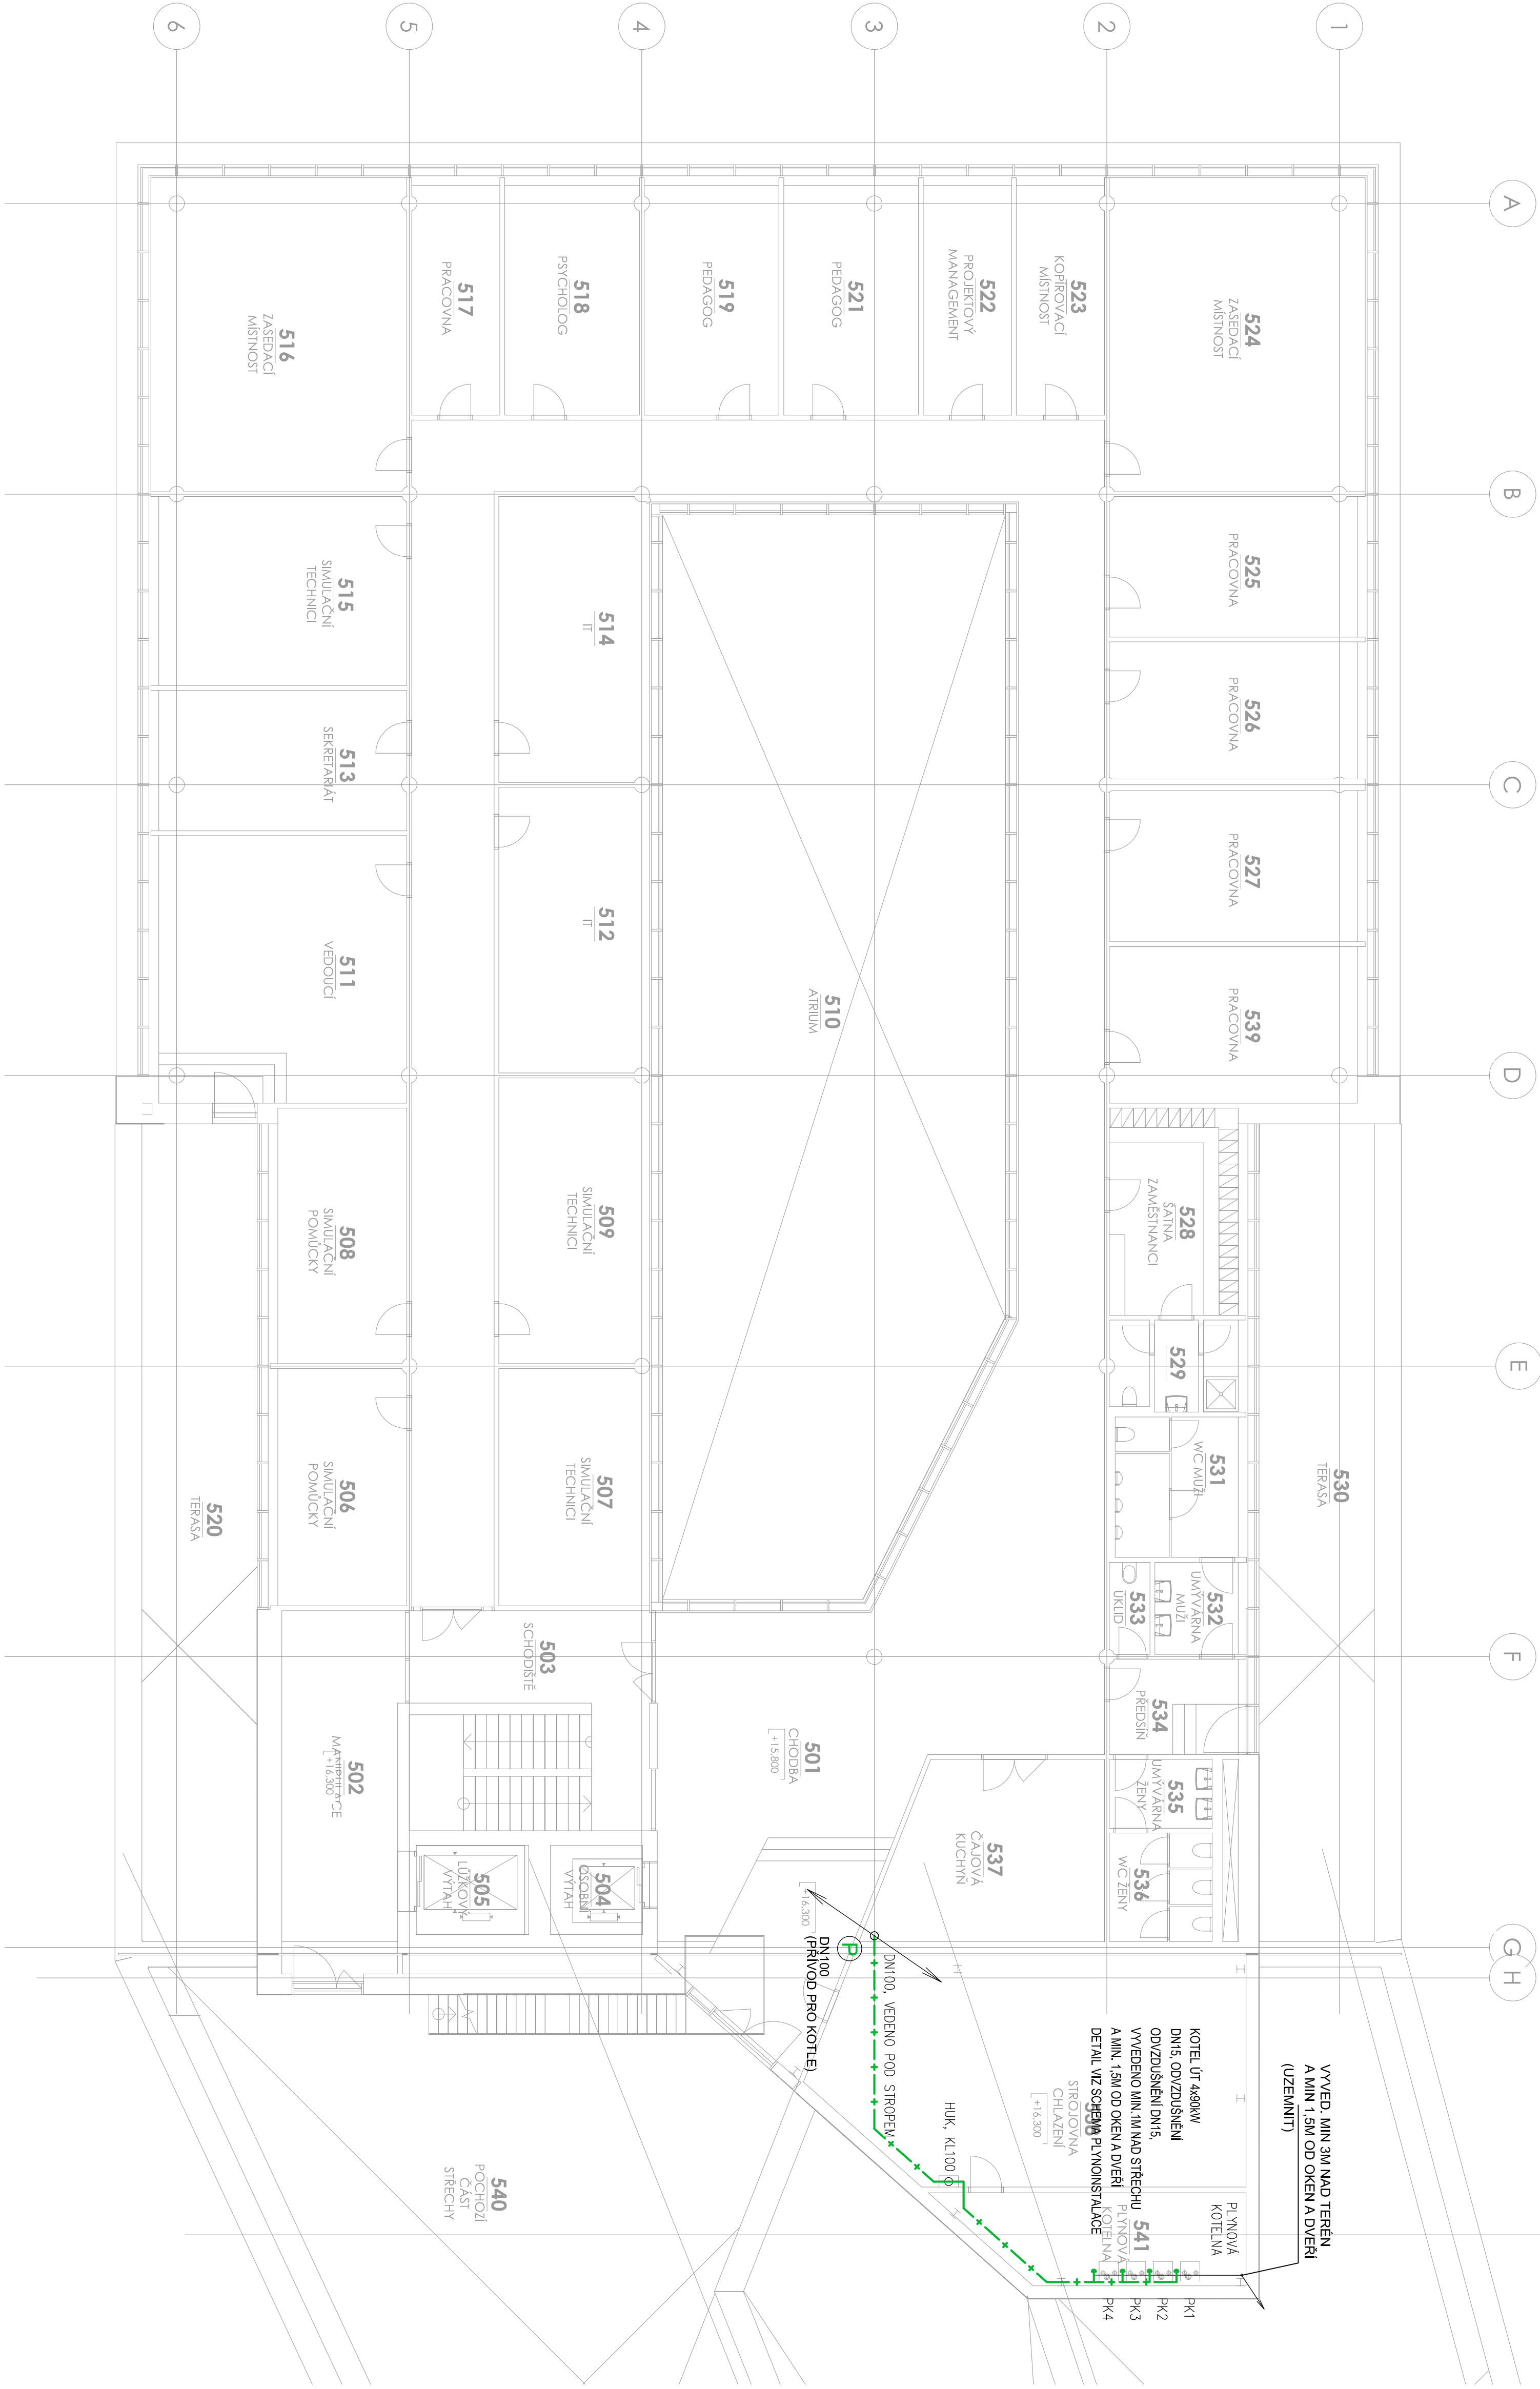 6
5
4
3
2
1
A
B
C
D
E
F
G
H
516
ZASEDACÍ
MÍSTNOST
517
PRACOVNA
518
PSYCHOLOG
519
PEDAGOG
521
PEDAGOG
522
PROJEKTOVÝ
MANAGEMENT
523
KOPÍROVACÍ
MÍSTNOST
524
ZASEDACÍ
MÍSTNOST
515
SIMULAČNÍ
TECHNICI
514
IT
525
PRACOVNA
526
PRACOVNA
513
SEKRETARIÁT
512
IT
527
PRACOVNA
511
VEDOUCÍ
510
ATRIUM
539
PRACOVNA
508
SIMULAČNÍ
POMŮCKY
509
SIMULAČNÍ
TECHNICI
528
ŠATNA
ZAMĚSTNANCI
529
506
SIMULAČNÍ
POMŮCKY
507
SIMULAČNÍ
TECHNICI
531
WC MUŽI
530
TERASA
520
TERASA
532
UMÝVÁRNA
MUŽI
533
ÚKLID
503
SCHODIŠTĚ
534
PŘEDSÍŇ
502
MANIPULACE
+16.300
501
CHODBA
+15.800
535
UMÝVÁRNA
ŽENY
536
WC ŽENY
537
ČAJOVÁ
KUCHYŇ
505
LŮŽKOVÝ
VÝTAH
504
OSOBNÍ
VÝTAH
+16.300
P
DN100
(PŘÍVOD PRO KOTLE)
DN100, VEDENO POD STROPEM
HUK, KL100
538
STROJOVNA
CHLAZENÍ
+16.300
KOTEL ÚT 4x90kW
DN15, ODVZDUŠNĚNÍ
ODVZDUŠNĚNÍ DN15,
VYVEDENO MIN.1M NAD STŘECHU
A MIN. 1,5M OD OKEN A DVEŘÍ
DETAIL VIZ SCHEMA PLYNOINSTALACE
VYVED. MIN 3M NAD TERÉN
A MIN 1,5M OD OKEN A DVEŘÍ
(UZEMNIT)
PLYNOVÁ
KOTELNA
541
PLYNOVÁ
KOTELNA
PK1
PK2
PK3
PK4
540
POCHOZÍ
ČÁST
STŘECHY